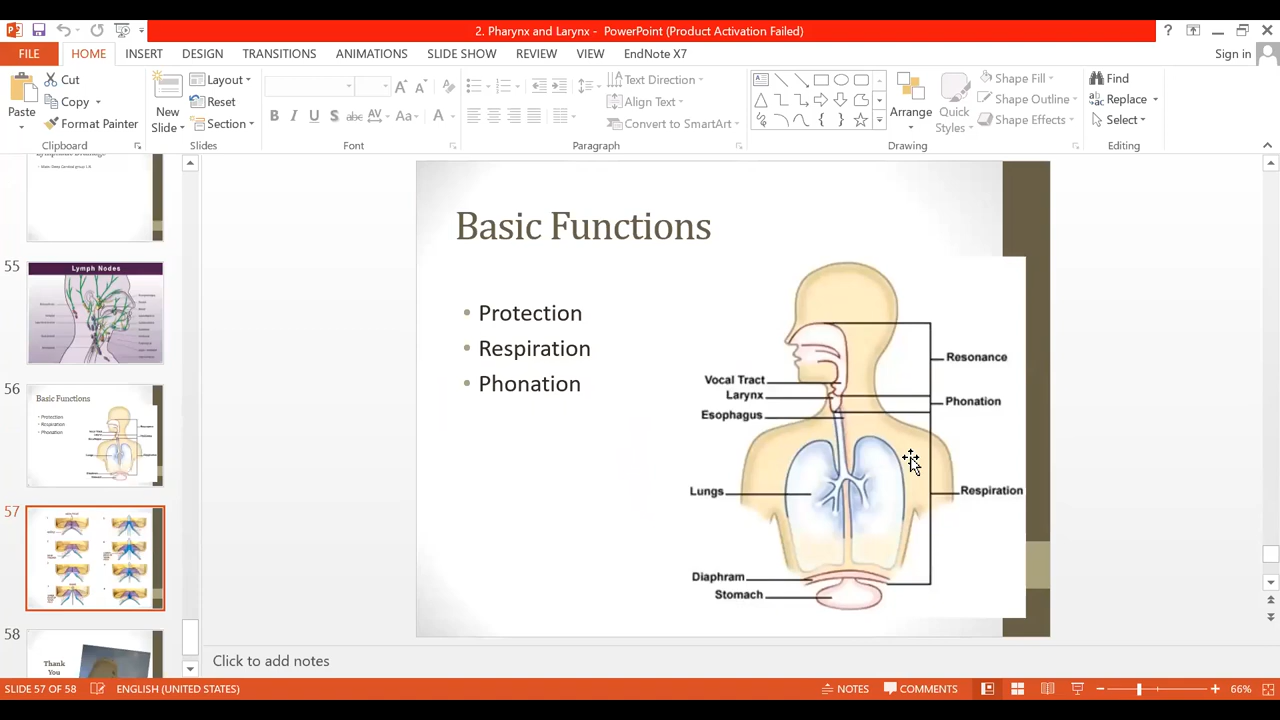 2. Pharynx and Larynx - PowerPoint (Product Activation Failed)
FILE HOME INSERT DESIGN TRANSITIONS ANIMATIONS SLIDE SHOW REVIEW VIEW EndNote X7 Sign in
Paste
Cut
Copy
Format Painter
Clipboard
New
Slide
Layout
Reset
Section
Slides
Font
Text Direction
Align Text
Convert to SmartArt
Paragraph
Arrange
Quick
Styles
Shape Fill
Shape Outline
Shape Effects
Drawing
Find
Replace
Select
Editing
55
Lymph Nodes
56
Basic Functions
Protection
Respiration
Phonation
57
58
Thank
You
Basic Functions
• Protection
• Respiration
• Phonation
Vocal Tract
Larynx
Esophagus
Lungs
Diaphram
Stomach
Resonance
Phonation
Respiration
Click to add notes
SLIDE 57 OF 58 ENGLISH (UNITED STATES) NOTES COMMENTS 66%